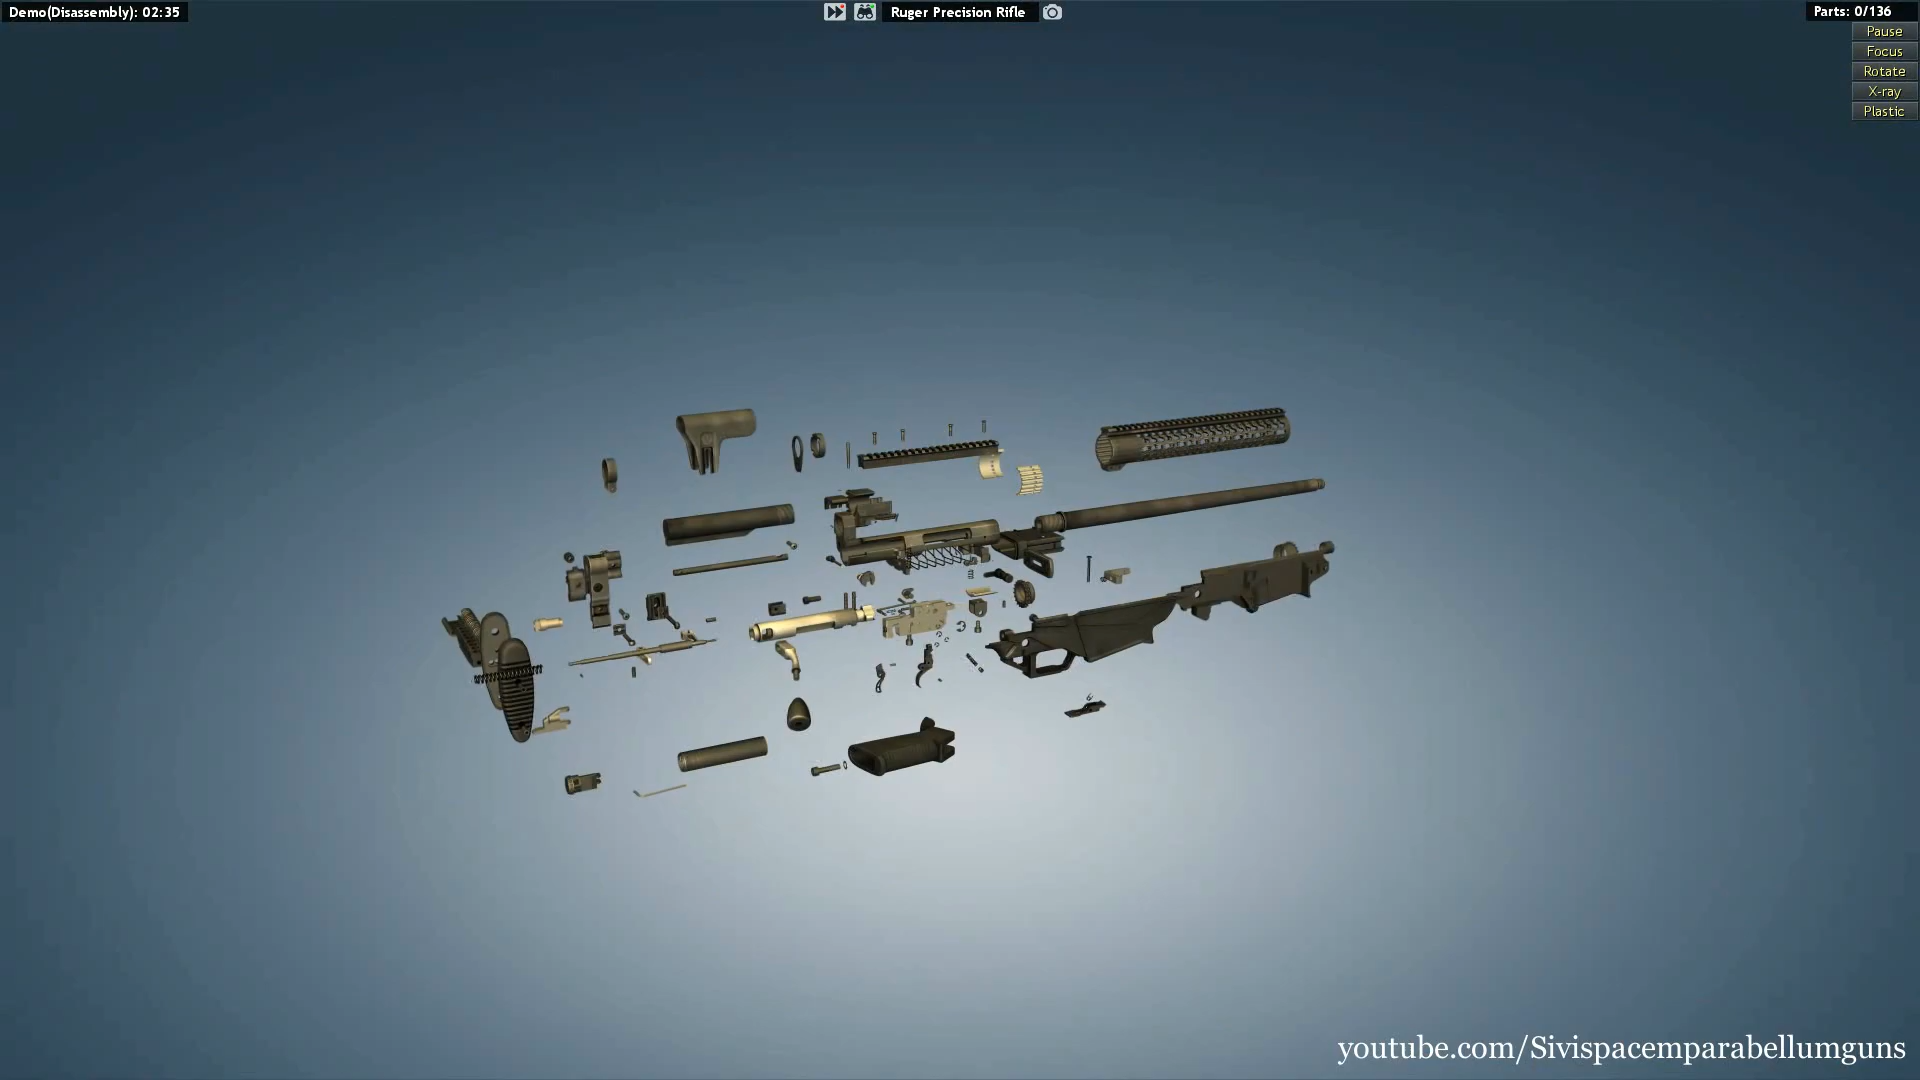 Demo(Disassembly): 02:35
Ruger Precision Rifle
Parts: 0/136
Pause
Focus
Rotate
X-ray
Plastic
youtube.com/Sivispacemparabellumguns